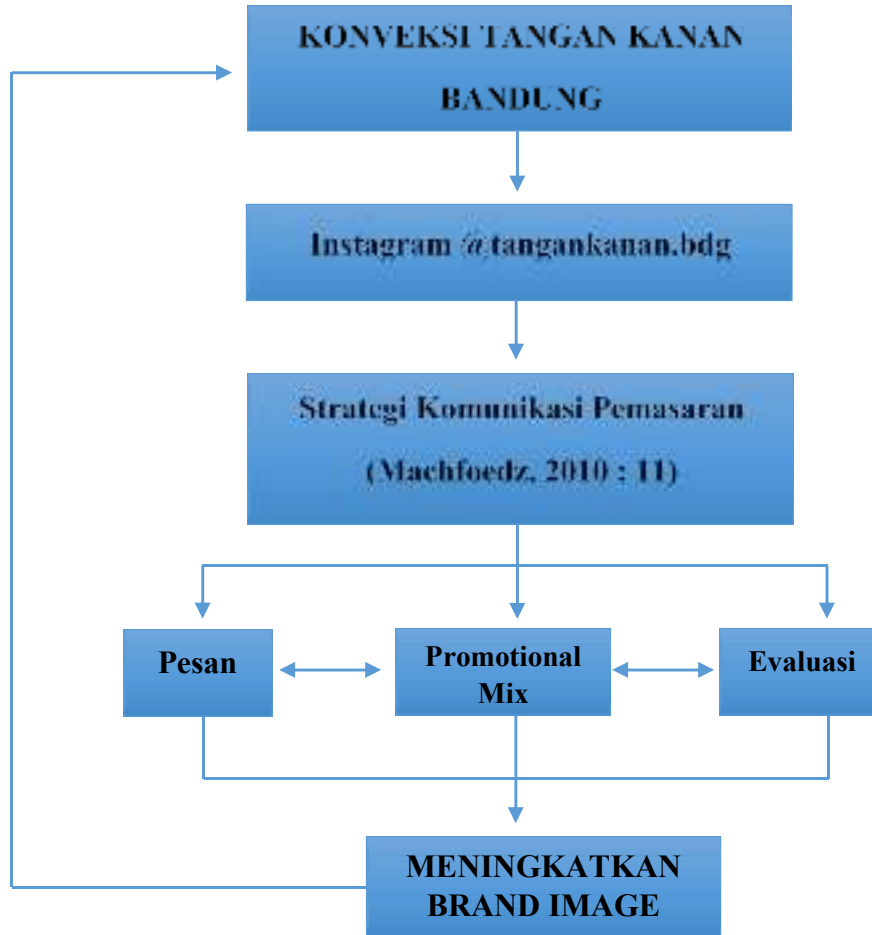 KONVEKSI TANGAN KANAN
BANDUNG
Instagram @tangankanan.bdg
Strategi Komunikasi Pemasaran
(Machfoedz, 2010 : 11)
Pesan
Promotional
Mix
Evaluasi
MENINGKATKAN
BRAND IMAGE